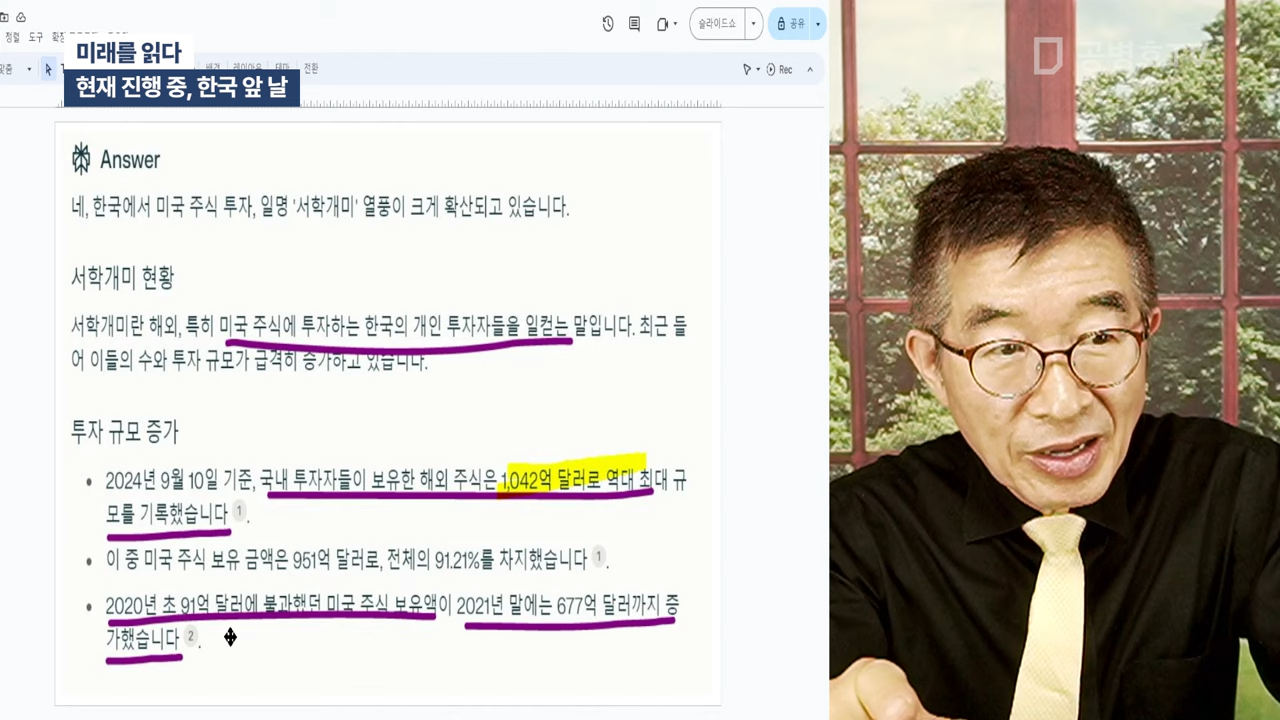 정렬 도구
슬라이드쇼
공유
미래를 읽다
전환
Rec
현재 진행 중, 한국 앞 날
Answer
네, 한국에서 미국 주식 투자, 일명 '서학개미' 열풍이 크게 확산되고 있습니다.
서학개미 현황
서학개미란 해외, 특히 미국 주식에 투자하는 한국의 개인 투자자들을 일컫는 말입니다. 최근 들
어 이들의 수와 투자 규모가 급격히 증가하고 있습니다.
투자 규모 증가
2024년 9월 10일 기준, 국내 투자자들이 보유한 해외 주식은 1,042억 달러로 역대 최대 규
모를 기록했습니다 1.
이 중 미국 주식 보유 금액은 951억 달러로, 전체의 91.21%를 차지했습니다 1.
2020년 초 91억 달러에 불과했던 미국 주식 보유액이 2021년 말에는 677억 달러까지 증
가했습니다 2.